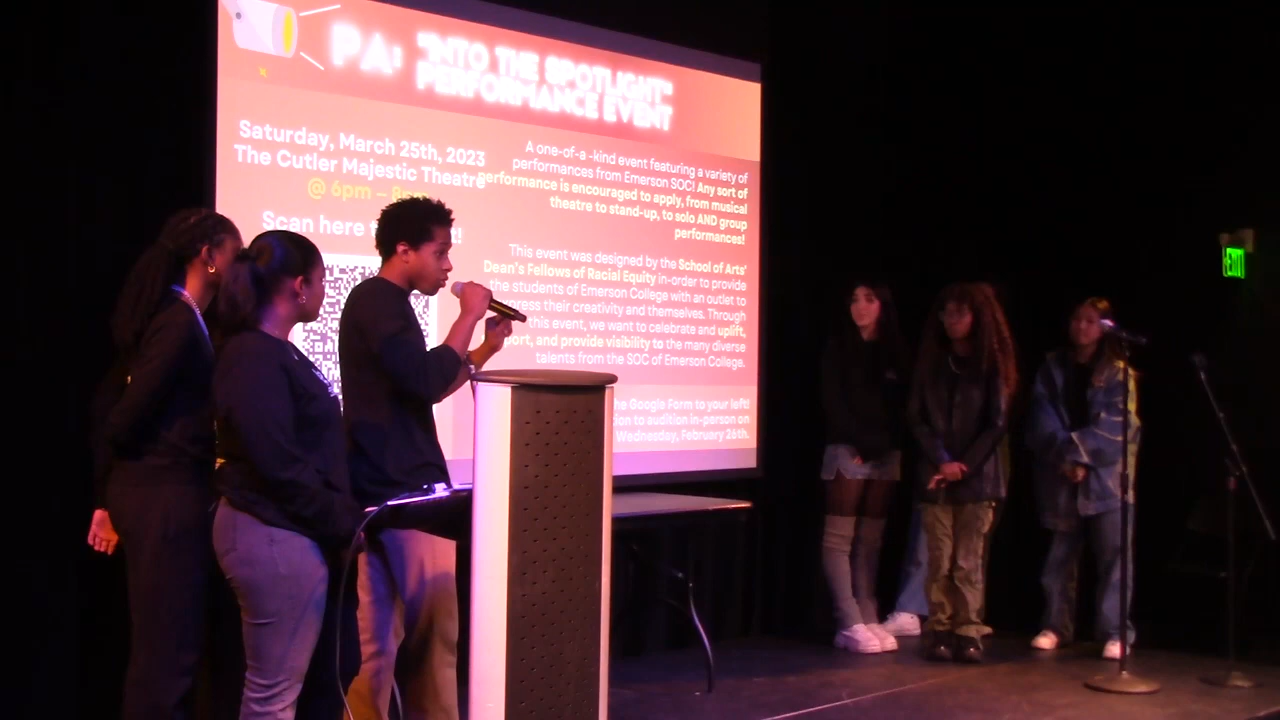 PA:
"INTO THE SPOTLIGHT"
PERFORMANCE EVENT
Saturday, March 25th, 2023
The Cutler Majestic Theatre
@ 6pm – 8pm
Scan here
A one-of-a -kind event featuring a variety of
performances from Emerson SOC! Any sort of
performance is encouraged to apply, from musical
theatre to stand-up, to solo AND group
performances!
This event was designed by the School of Arts'
Dean's Fellows of Racial Equity in-order to provide
the students of Emerson College with an outlet to
express their creativity and themselves. Through
this event, we want to celebrate and uplift,
and provide visibility to the many diverse
talents from the SOC of Emerson College.
the Google Form to your left!
to audition in-person on
Wednesday, February 26th.
EXIT